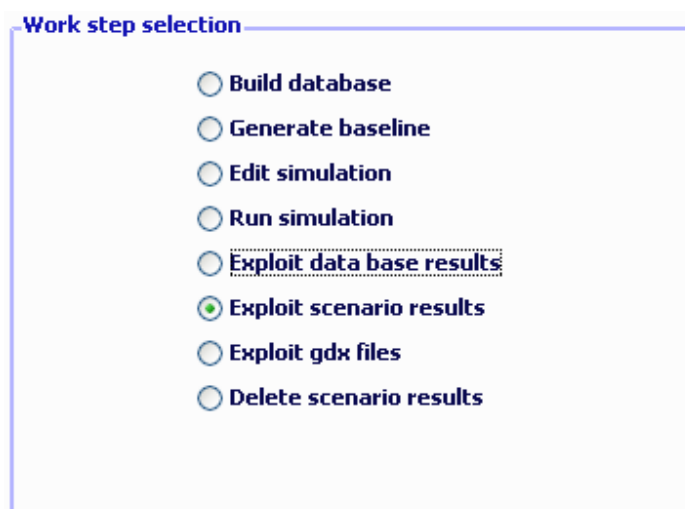 Work step selection
Build database
Generate baseline
Edit simulation
Run simulation
Exploit data base results
Exploit scenario results
Exploit gdx files
Delete scenario results